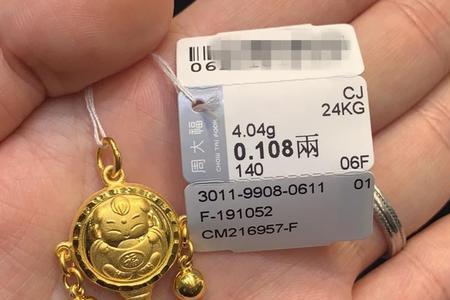 06
CJ
24KG
周大福
CHOW TAI FOOK
4.04g
0.108兩
140
06F
3011-9908-0611
01
F-191052
CM216957-F